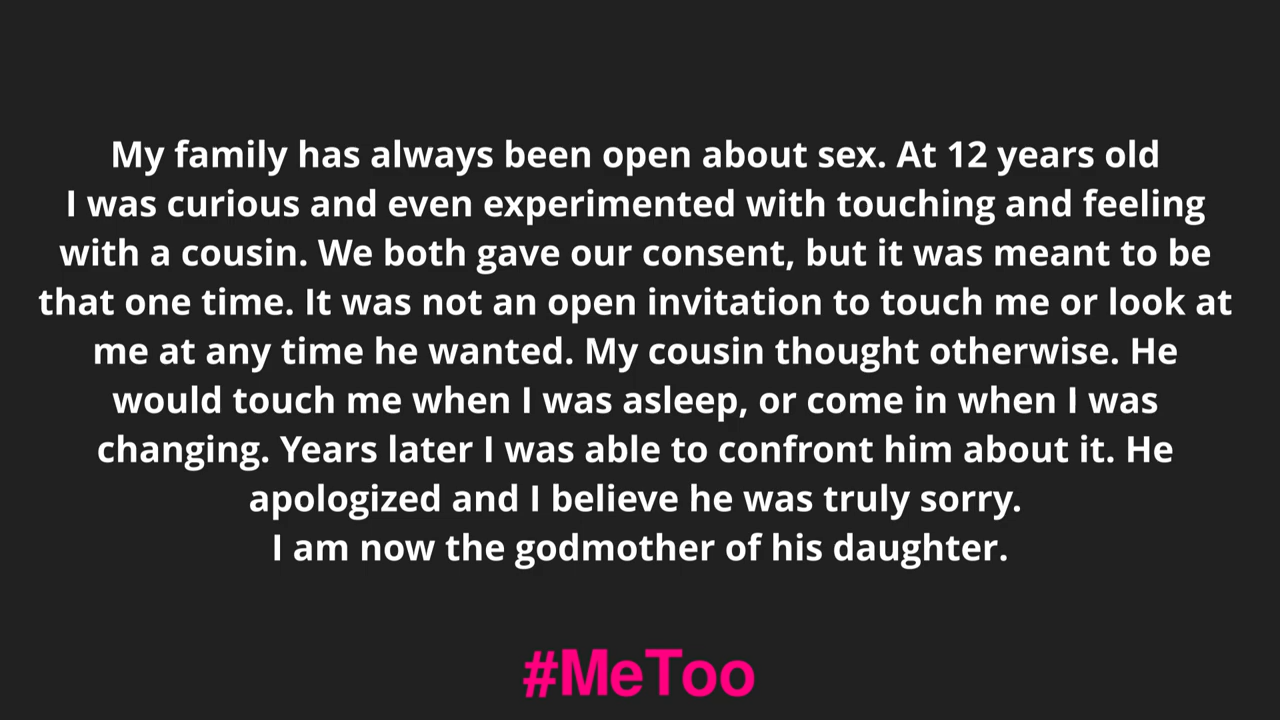 My family has always been open about sex. At 12 years old
I was curious and even experimented with touching and feeling
with a cousin. We both gave our consent, but it was meant to be
that one time. It was not an open invitation to touch me or look at
me at any time he wanted. My cousin thought otherwise. He
would touch me when I was asleep, or come in when I was
changing. Years later I was able to confront him about it. He
apologized and I believe he was truly sorry.
I am now the godmother of his daughter.
#MeToo